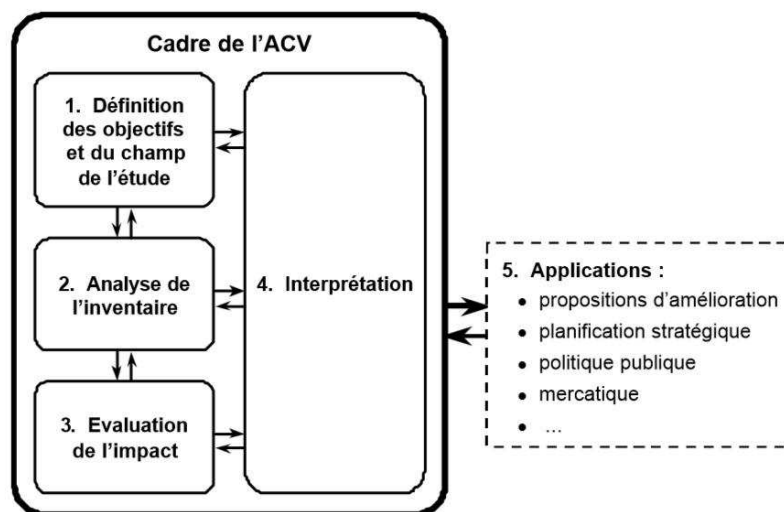 Cadre de l’ACV
1. Définition
des objectifs
et du champ
de l’étude
2. Analyse de
l’inventaire
3. Evaluation
de l’impact
4. Interprétation
5. Applications :
• propositions d’amélioration
• planification stratégique
• politique publique
• mercatique
• ...